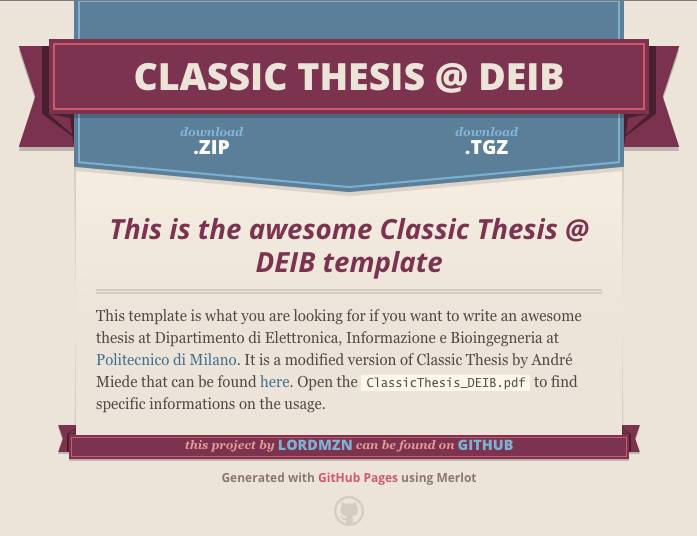 CLASSIC THESIS @ DEIB
download
.ZIP
download
.TGZ
This is the awesome Classic Thesis @
DEIB template
This template is what you are looking for if you want to write an awesome
thesis at Dipartimento di Elettronica, Informazione e Bioingegneria at
Politecnico di Milano. It is a modified version of Classic Thesis by André
Miede that can be found here. Open the ClassicThesis_DEIB.pdf to find
specific informations on the usage.
this project by LORDMZN can be found on GITHUB
Generated with GitHub Pages using Merlot